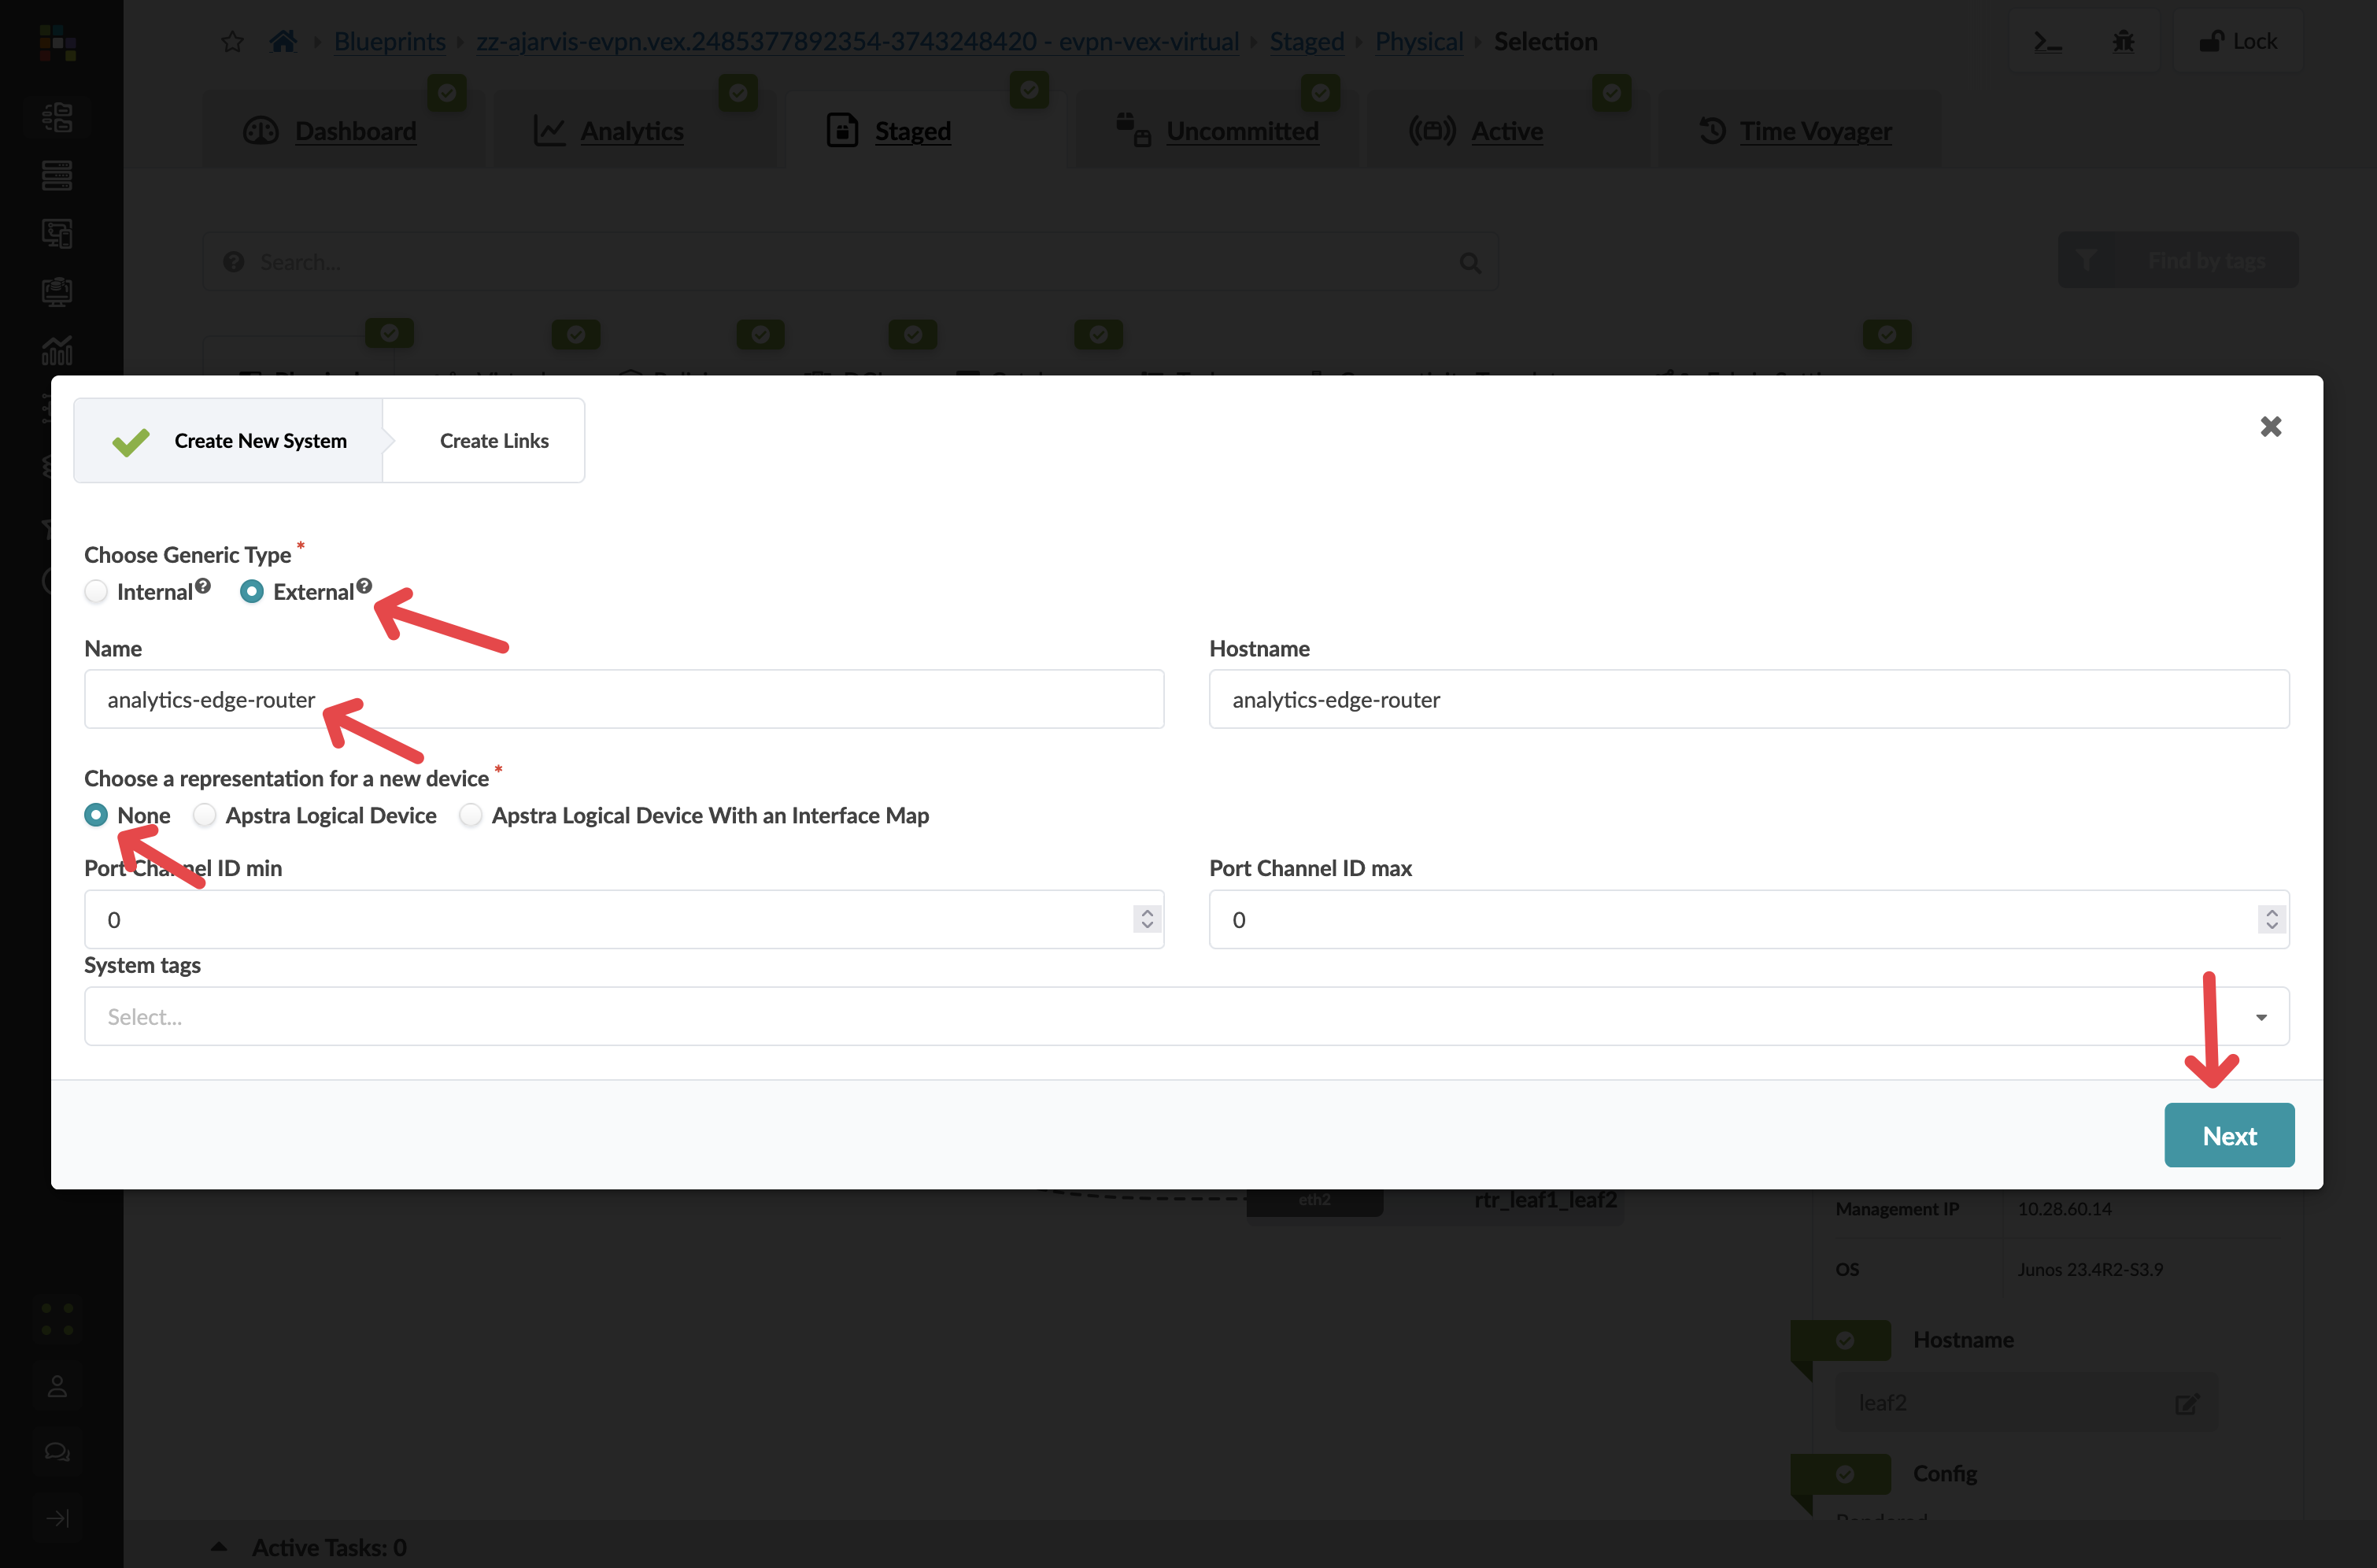 Blueprints zz-ajarvis-evpn.vex.2485377892354-3743248420 - evpn-vex-virtual Staged Physical Selection
Lock
Dashboard
Analytics
Staged
Uncommitted
Active
Time Voyager
Search...
Find by tags
Create New System
Create Links
Choose Generic Type *
Internal
External
Name
Hostname
analytics-edge-router
analytics-edge-router
Choose a representation for a new device *
None
Apstra Logical Device
Apstra Logical Device With an Interface Map
Port Channel ID min
Port Channel ID max
0
0
System tags
Select...
Next
eth2
rtr_leaf1_leaf2
Management IP
10.28.60.14
OS
Junos 23.4R2-S3.9
Hostname
leaf2
Config
Active Tasks: 0